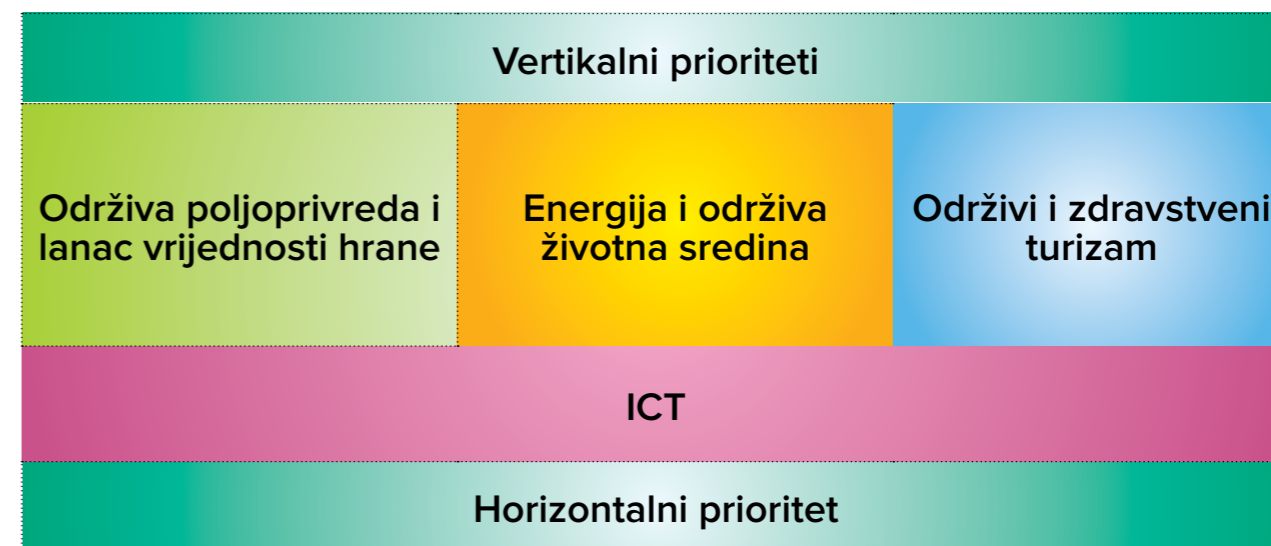 Vertikalni prioriteti
Održiva poljoprivreda i
lanac vrijednosti hrane
Energija i održiva
životna sredina
Održivi i zdravstveni
turizam
ICT
Horizontalni prioritet